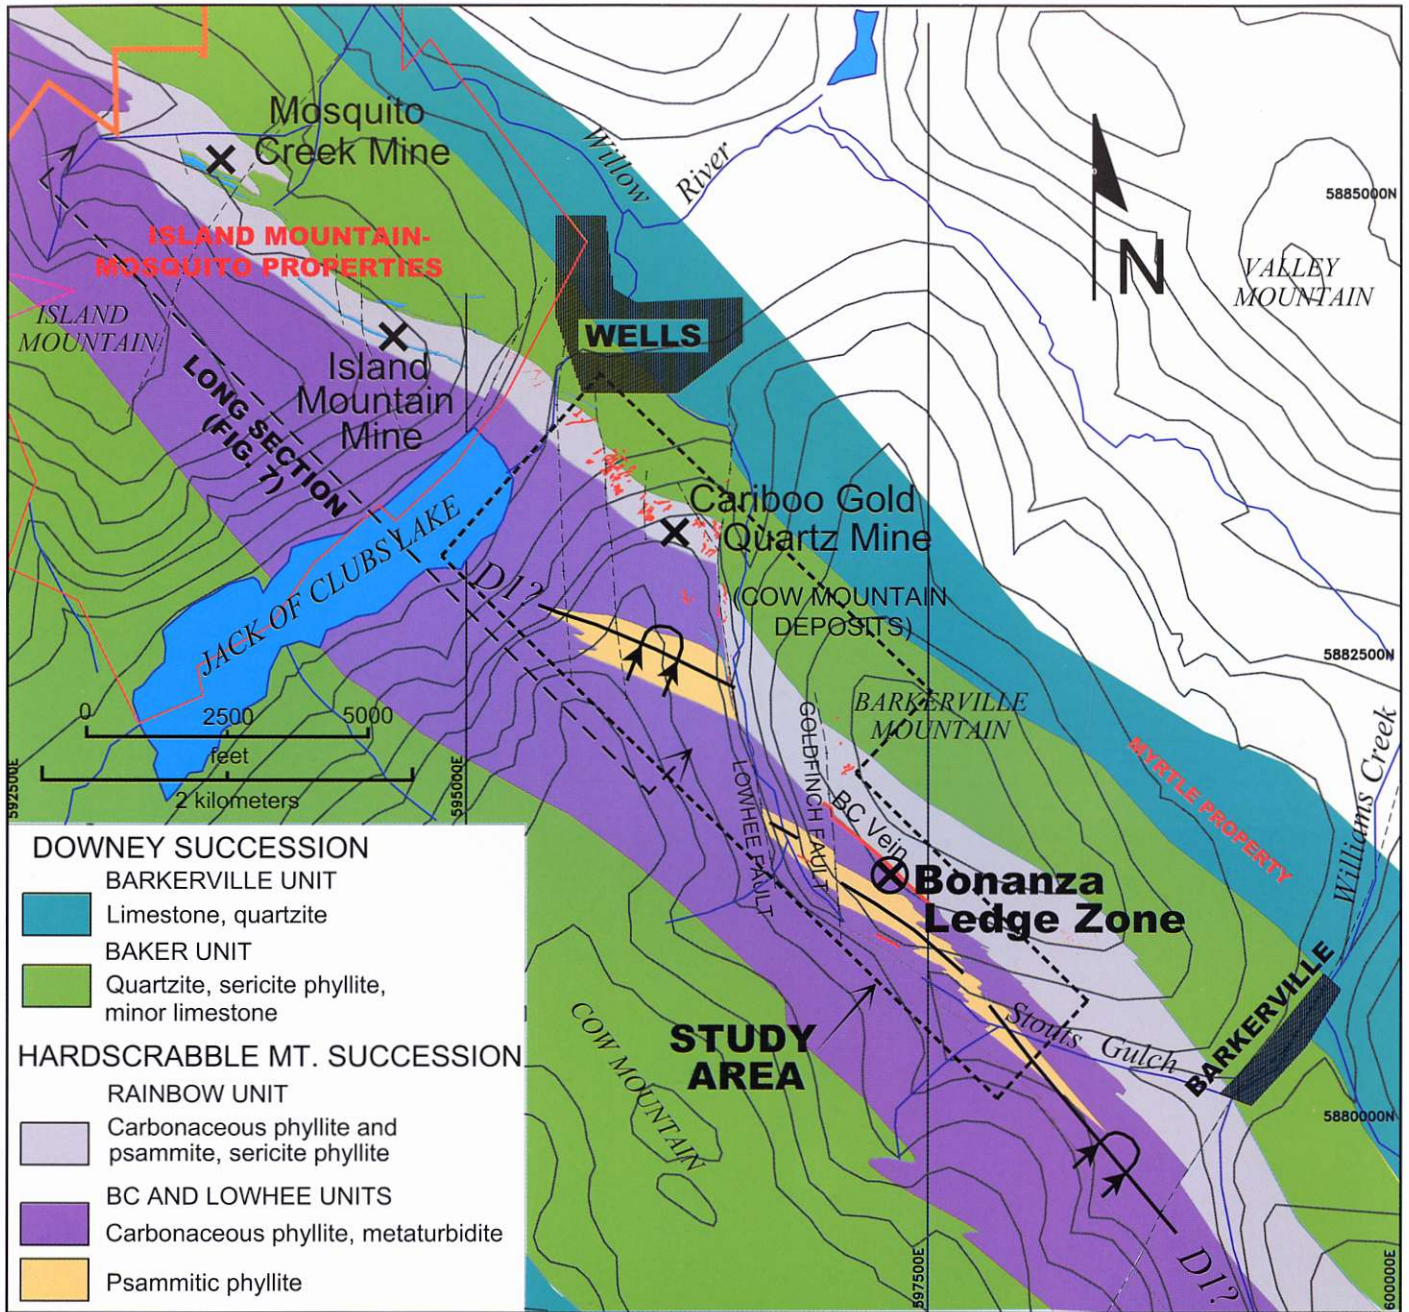 Mosquito
Creek Mine
Willow
River
5885000N
N
ISLAND MOUNTAIN-
MOSQUITO PROPERTIES
VALLEY
MOUNTAIN
ISLAND
MOUNTAIN
WELLS
Island
Mountain
Mine
LONG SECTION
(FIG. 7)
Cariboo Gold
Quartz Mine
JACK OF CLUBS LAKE
D1?
(COW MOUNTAIN
DEPOSITS)
5882500N
BARKERVILLE
MOUNTAIN
0 2500 5000
feet
2 kilometers
592500E
595000E
LOWHEE FAULT
GOLDFINCH FAULT
MYRTLE PROPERTY
Williams Creek
BC Vein
Bonanza
Ledge Zone
DOWNEY SUCCESSION
BARKERVILLE UNIT
Limestone, quartzite
BAKER UNIT
Quartzite, sericite phyllite,
minor limestone
HARDSCRABBLE MT. SUCCESSION
RAINBOW UNIT
Carbonaceous phyllite and
psammite, sericite phyllite
BC AND LOWHEE UNITS
Carbonaceous phyllite, metaturbidite
Psammitic phyllite
COW MOUNTAIN
STUDY
AREA
Stouts Gulch
BARKERVILLE
5880000N
D1?
597500E
600000E